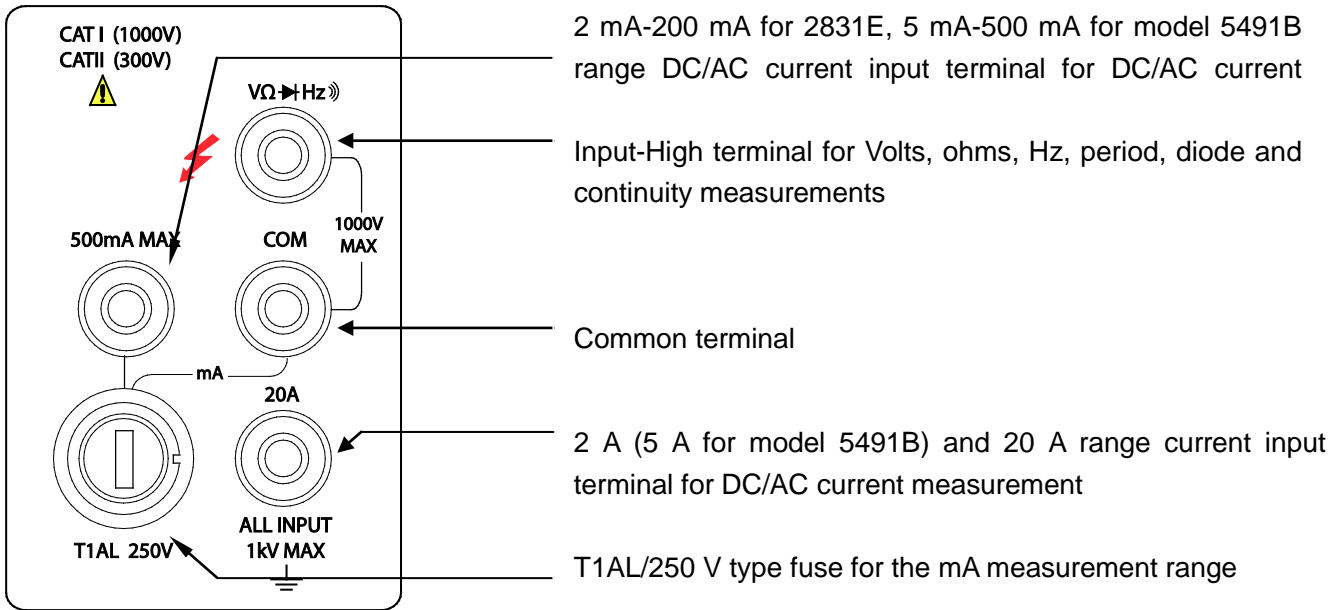 CAT I (1000V)
CATII (300V)
VΩ Hz
500mA MAX
COM
1000V
MAX
mA
20A
T1AL 250V
ALL INPUT
1kV MAX
2 mA-200 mA for 2831E, 5 mA-500 mA for model 5491B
range DC/AC current input terminal for DC/AC current
Input-High terminal for Volts, ohms, Hz, period, diode and
continuity measurements
Common terminal
2 A (5 A for model 5491B) and 20 A range current input
terminal for DC/AC current measurement
T1AL/250 V type fuse for the mA measurement range